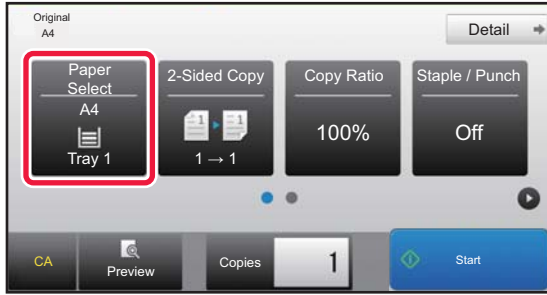 Original
A4
Detail
Paper
Select
A4
Tray 1
2-Sided Copy
1 → 1
Copy Ratio
100%
Staple / Punch
Off
CA
Preview
Copies
1
Start